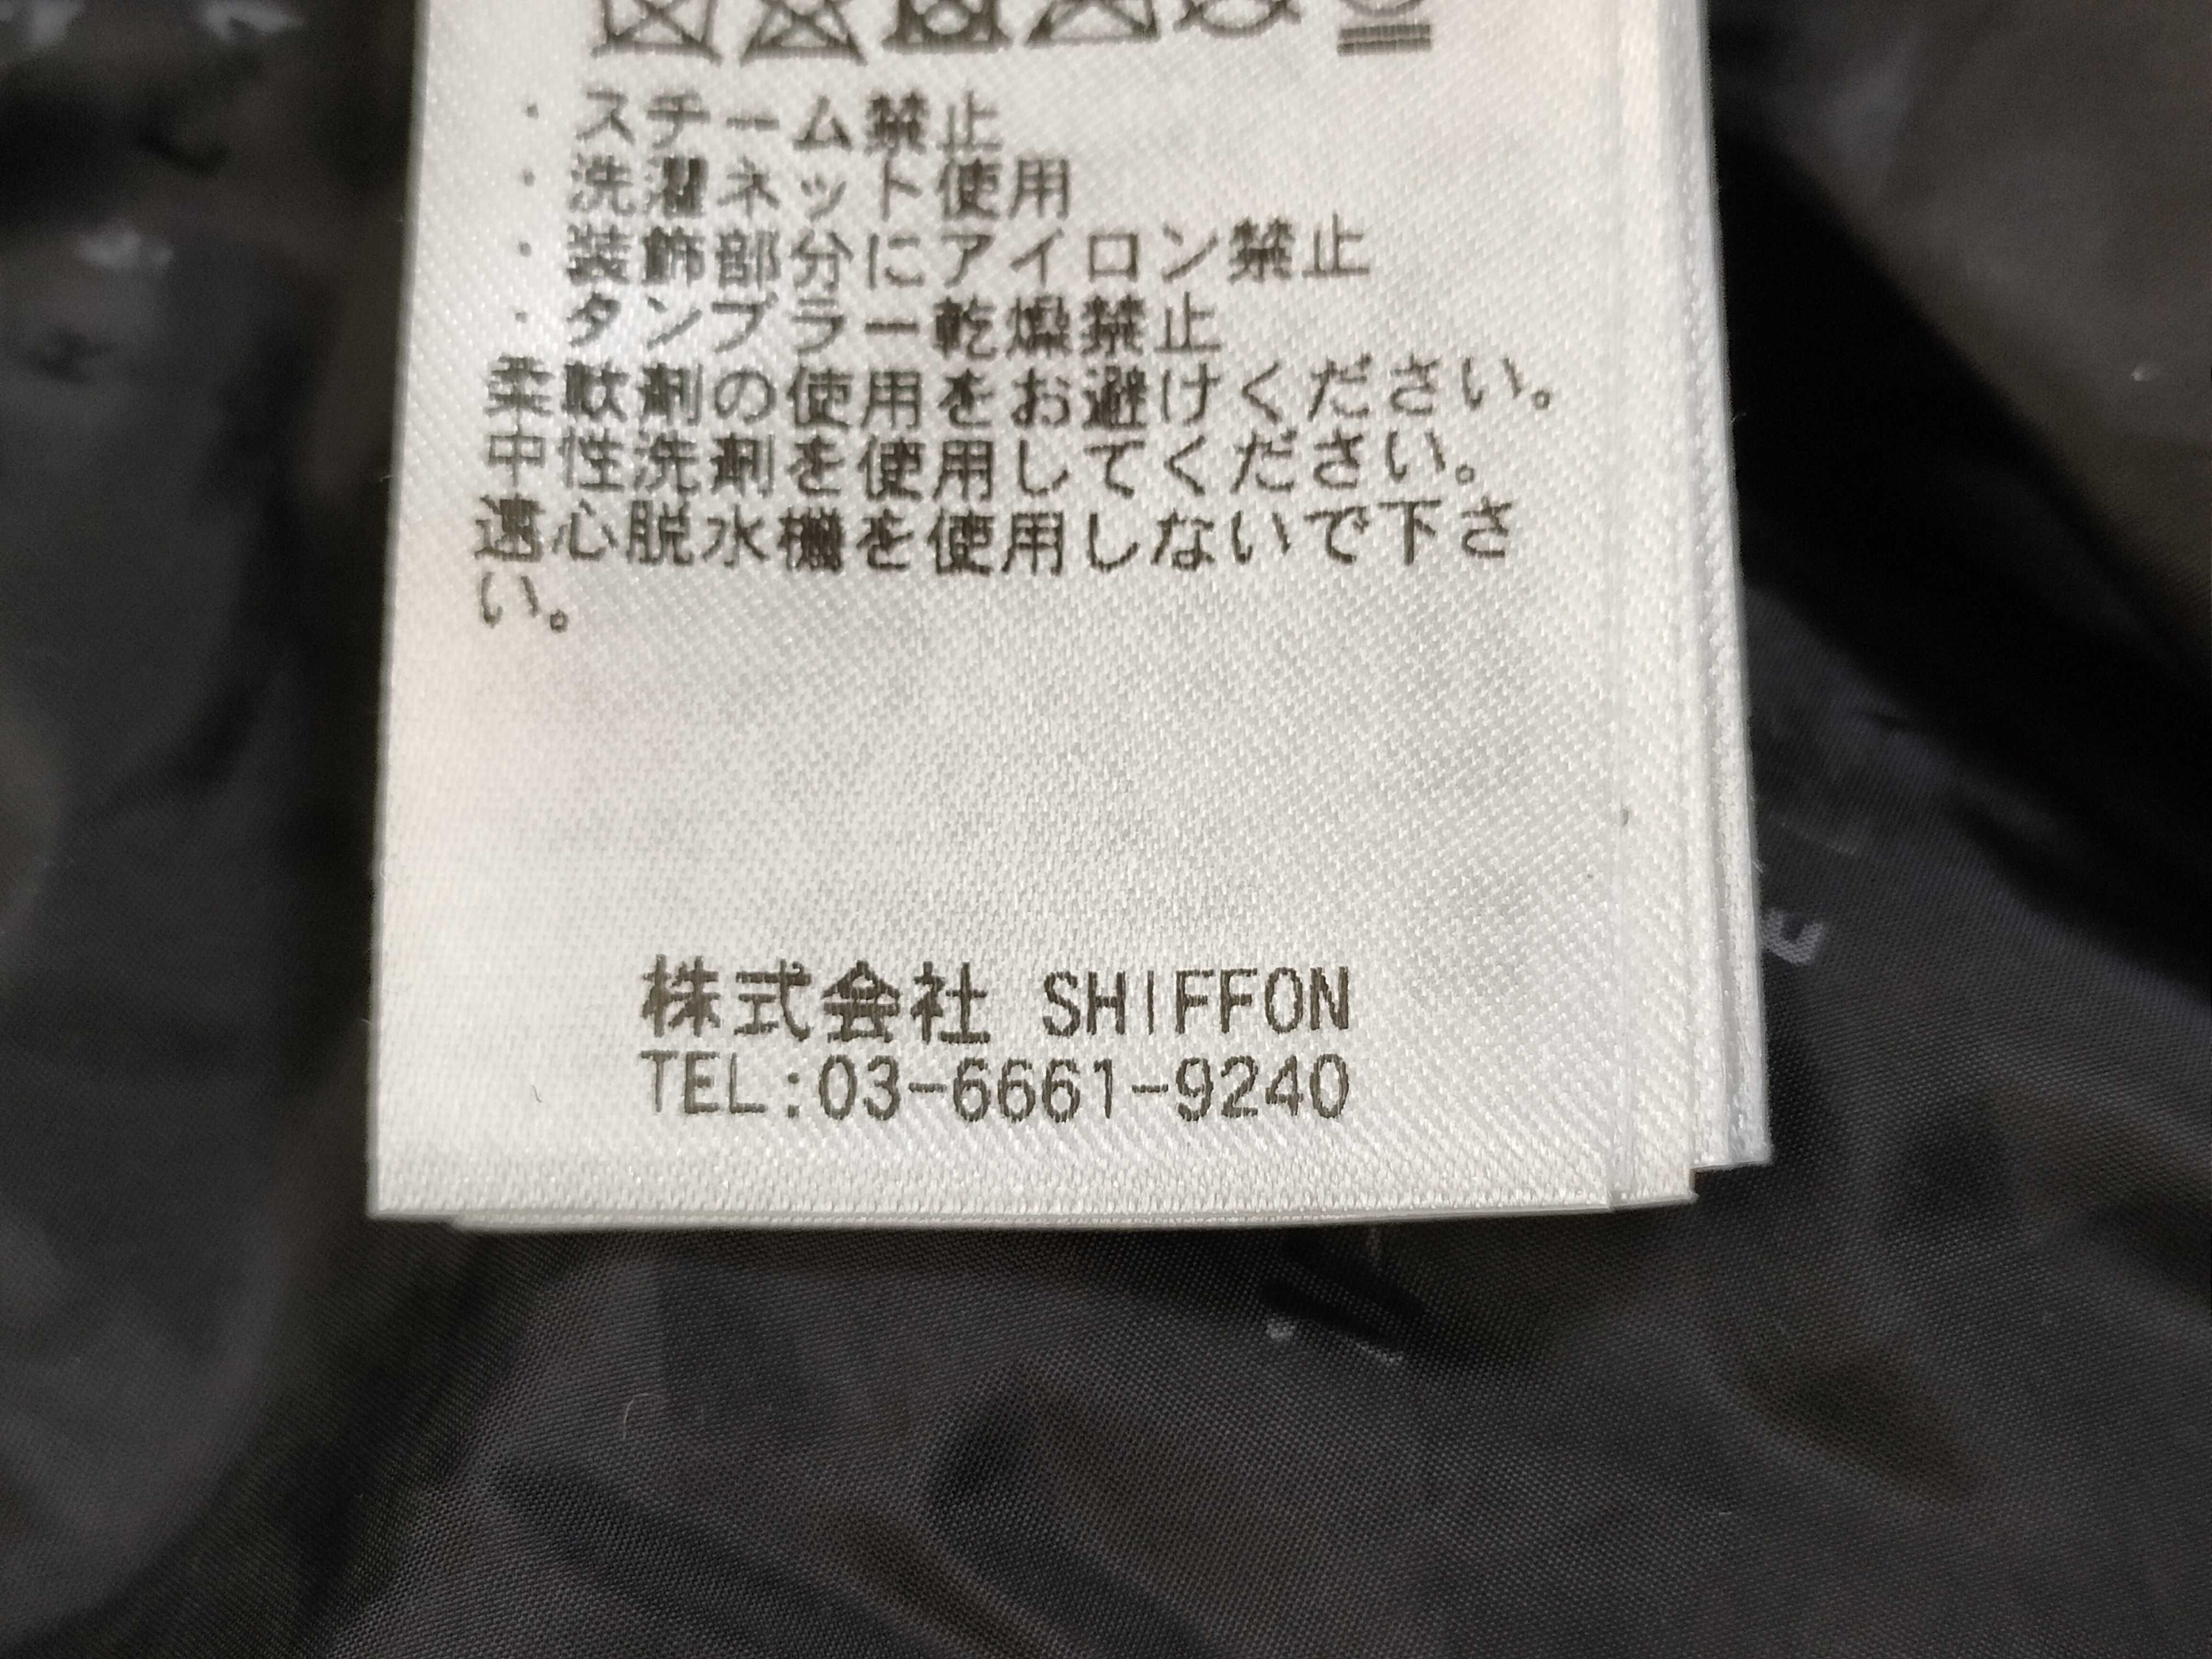 ・スチーム禁止
・洗濯ネット使用
・装飾部分にアイロン禁止
・タンブラー乾燥禁止
柔軟剤の使用をお避けください。
中性洗剤を使用してください。
遠心脱水機を使用しないで下さ
い。
株式会社 SHIFFON
TEL:03-6661-9240